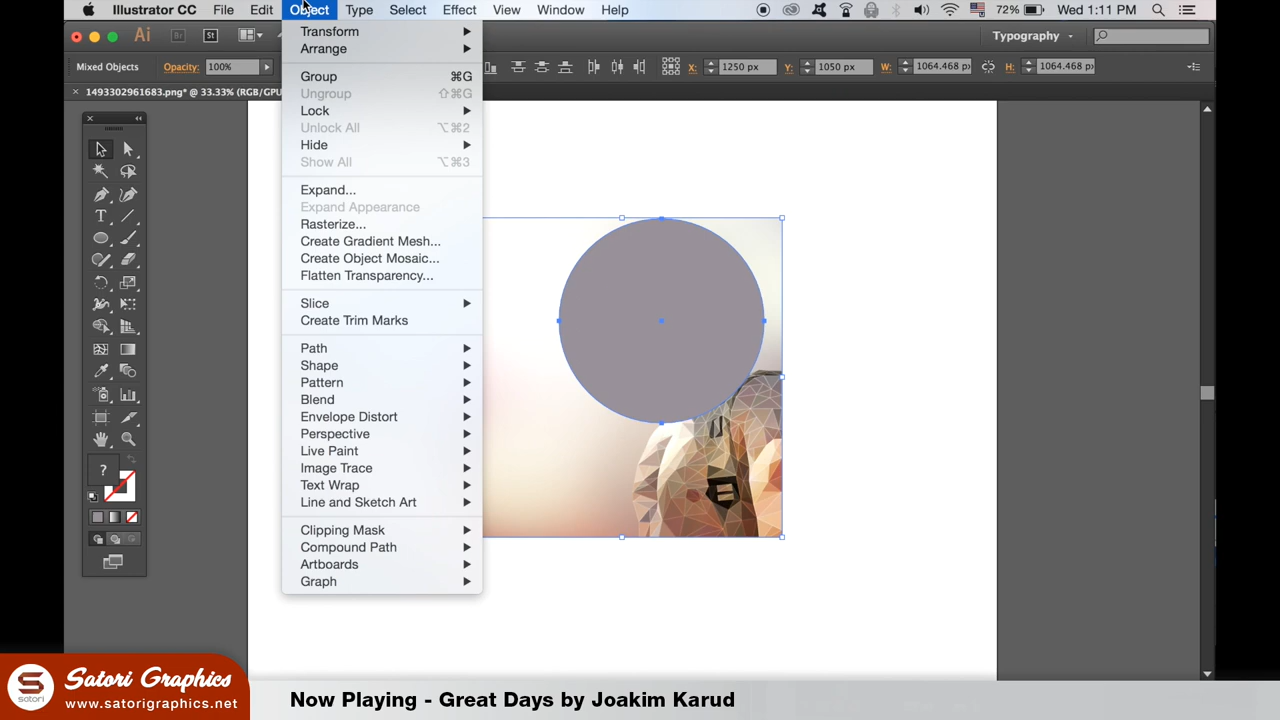 Illustrator CC File Edit Object Type Select Effect View Window Help 72% Wed 1:11 PM
Ai Br St Typography
Mixed Objects Opacity: 100% X: 1250 px Y: 1050 px W: 1064.468 px H: 1064.468 px
× 1493302961683.png* @ 33.33% (RGB/GPU
Transform
Arrange
Group ⌘G
Ungroup ⇧⌘G
Lock
Unlock All ⌥⌘2
Hide
Show All ⌥⌘3
Expand...
Expand Appearance
Rasterize...
Create Gradient Mesh...
Create Object Mosaic...
Flatten Transparency...
Slice
Create Trim Marks
Path
Shape
Pattern
Blend
Envelope Distort
Perspective
Live Paint
Image Trace
Text Wrap
Line and Sketch Art
Clipping Mask
Compound Path
Artboards
Graph
?
S
satori
Satori Graphics
www.satorigraphics.net
Now Playing - Great Days by Joakim Karud